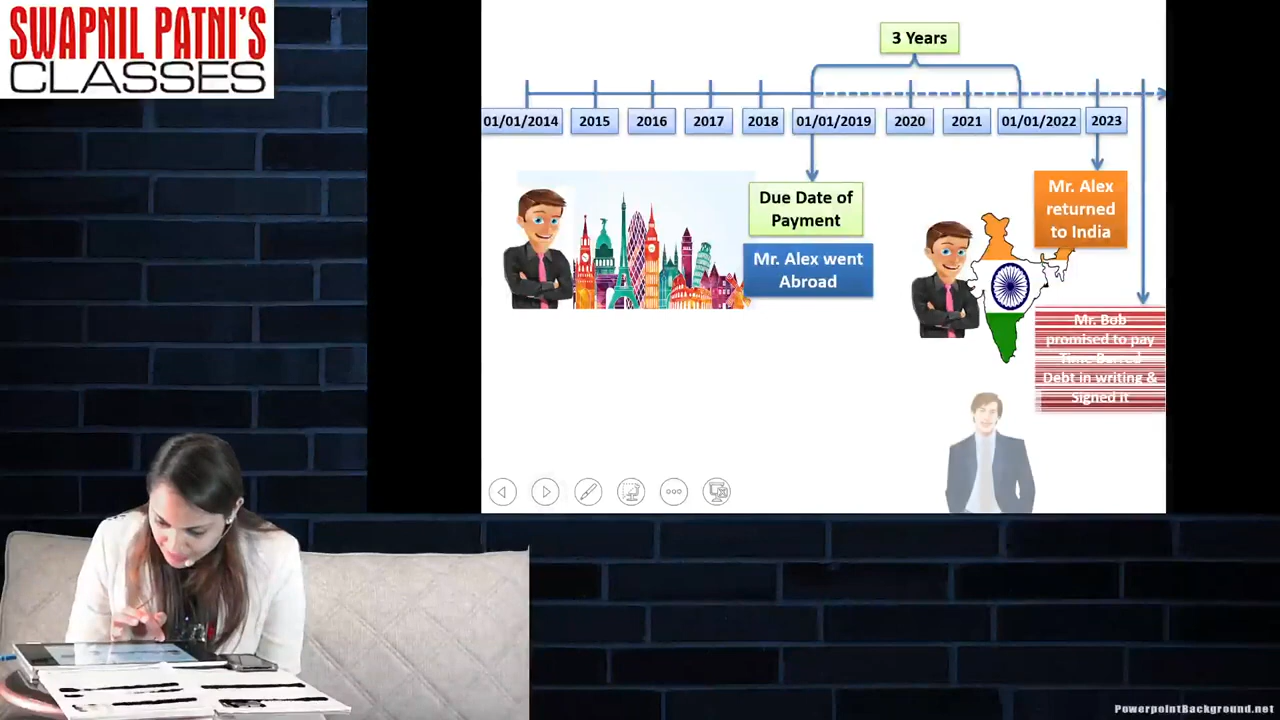 SWAPNIL PATNI'S
CLASSES
3 Years
01/01/2014
2015
2016
2017
2018
01/01/2019
2020
2021
01/01/2022
2023
Due Date of
Payment
Mr. Alex went
Abroad
Mr. Alex
returned
to India
Mr. Bob
promised to pay
Time Barred
Debt in writing &
Signed it
PowerpointBackground.net